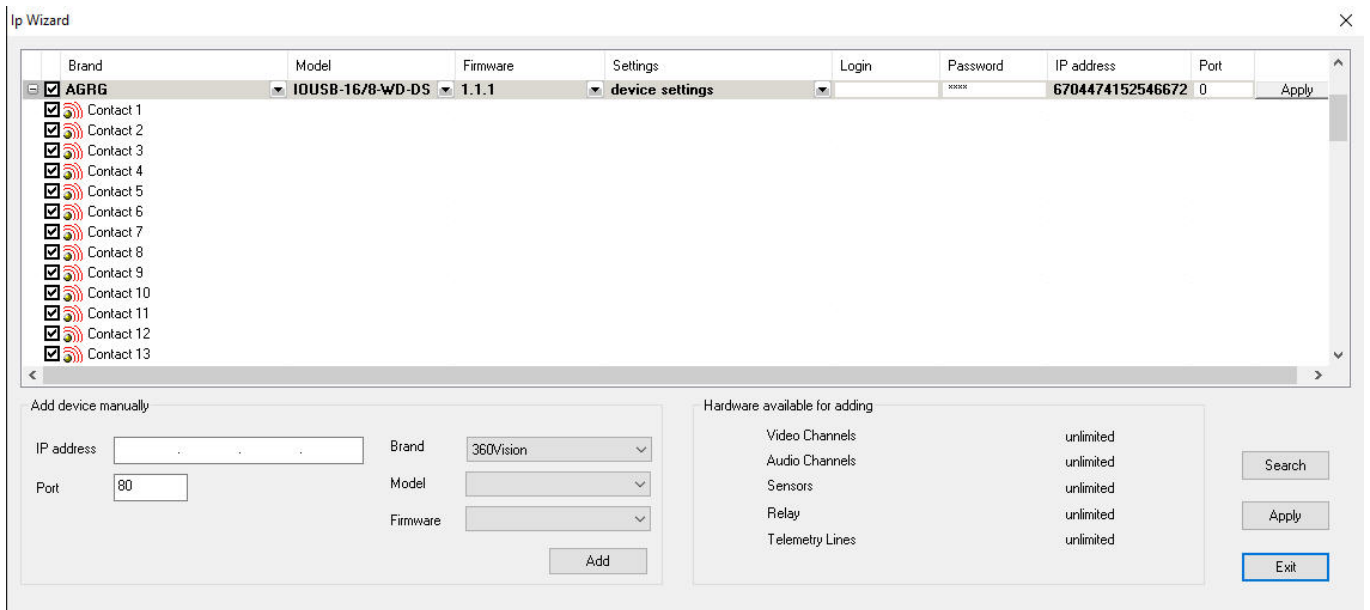 Ip Wizard
Brand Model Firmware Settings Login Password IP address Port
AGRG IOUSB-16/8-WD-DS 1.1.1 device settings **** 6704474152546672 0 Apply
Contact 1
Contact 2
Contact 3
Contact 4
Contact 5
Contact 6
Contact 7
Contact 8
Contact 9
Contact 10
Contact 11
Contact 12
Contact 13
Add device manually
IP address . . .
Port 80
Brand 360Vision
Model
Firmware
Add
Hardware available for adding
Video Channels unlimited
Audio Channels unlimited
Sensors unlimited
Relay unlimited
Telemetry Lines unlimited
Search
Apply
Exit